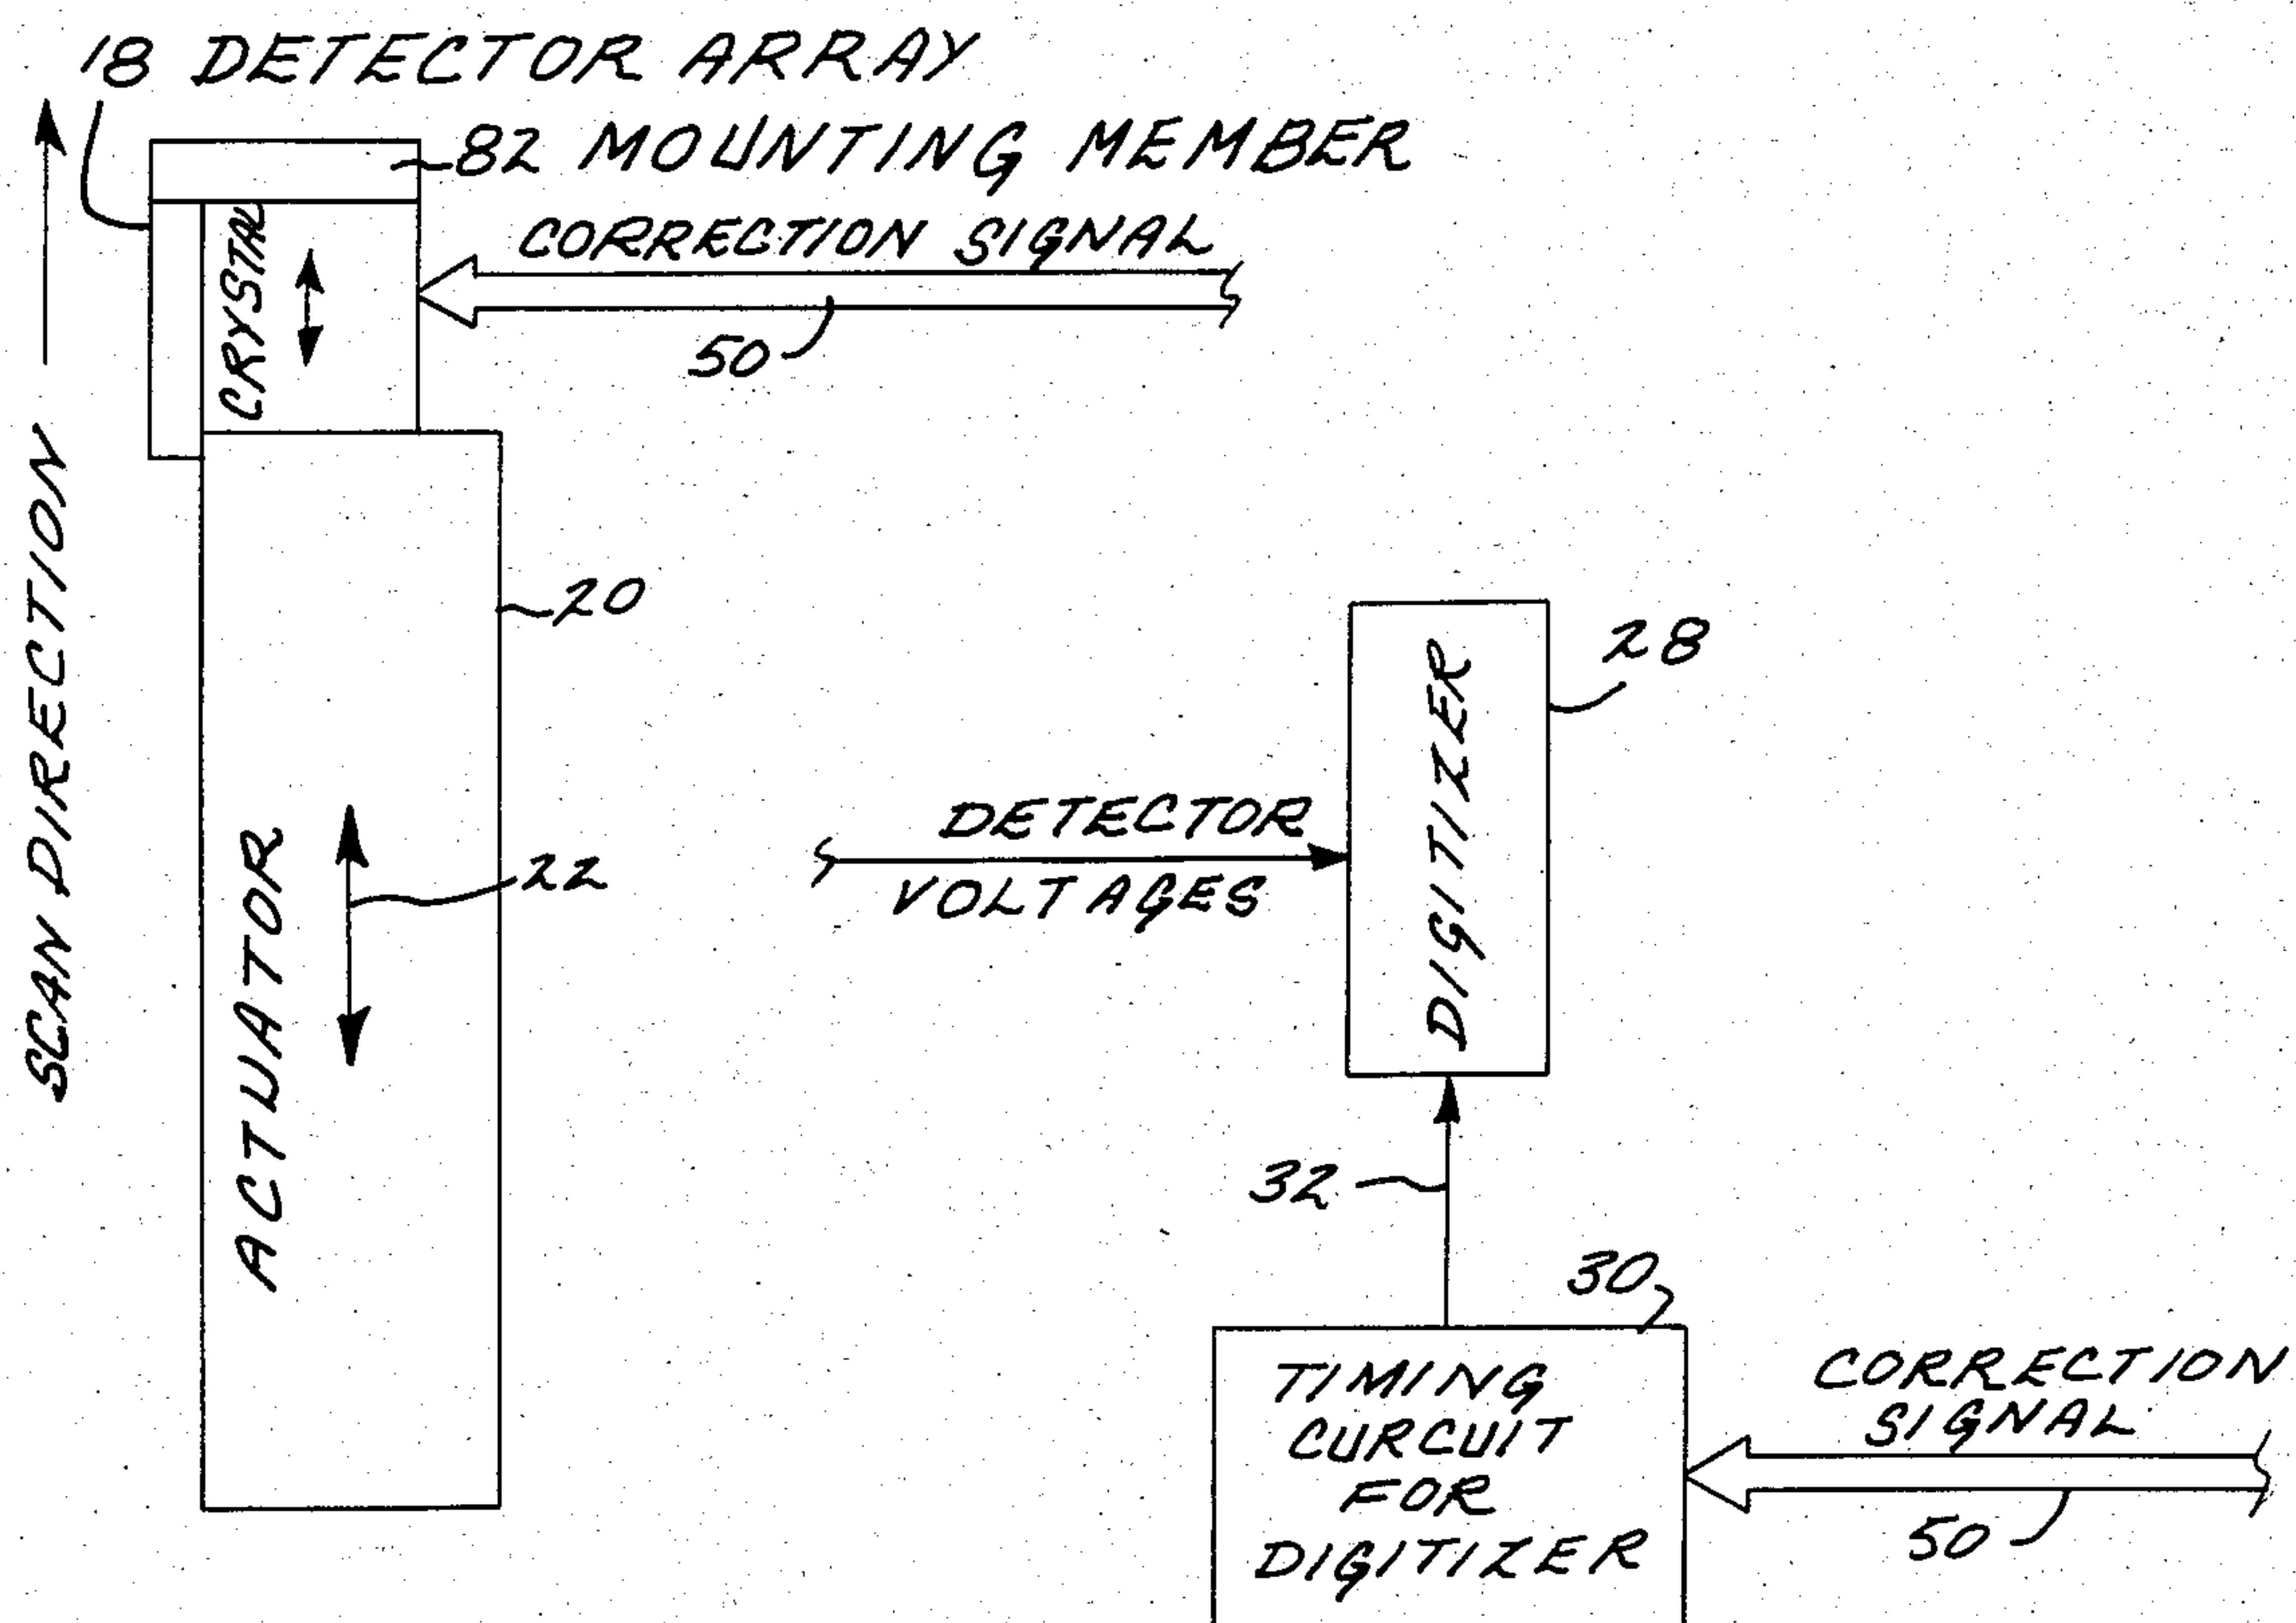 18 DETECTOR ARRAY
82 MOUNTING MEMBER
CORRECTION SIGNAL
50
CRYSTAL
SCAN DIRECTION
20
22
ACTUATOR
28
DIGITIZER
DETECTOR
VOLTAGES
32
30
TIMING
CURCUIT
FOR
DIGITIZER
CORRECTION
SIGNAL
50